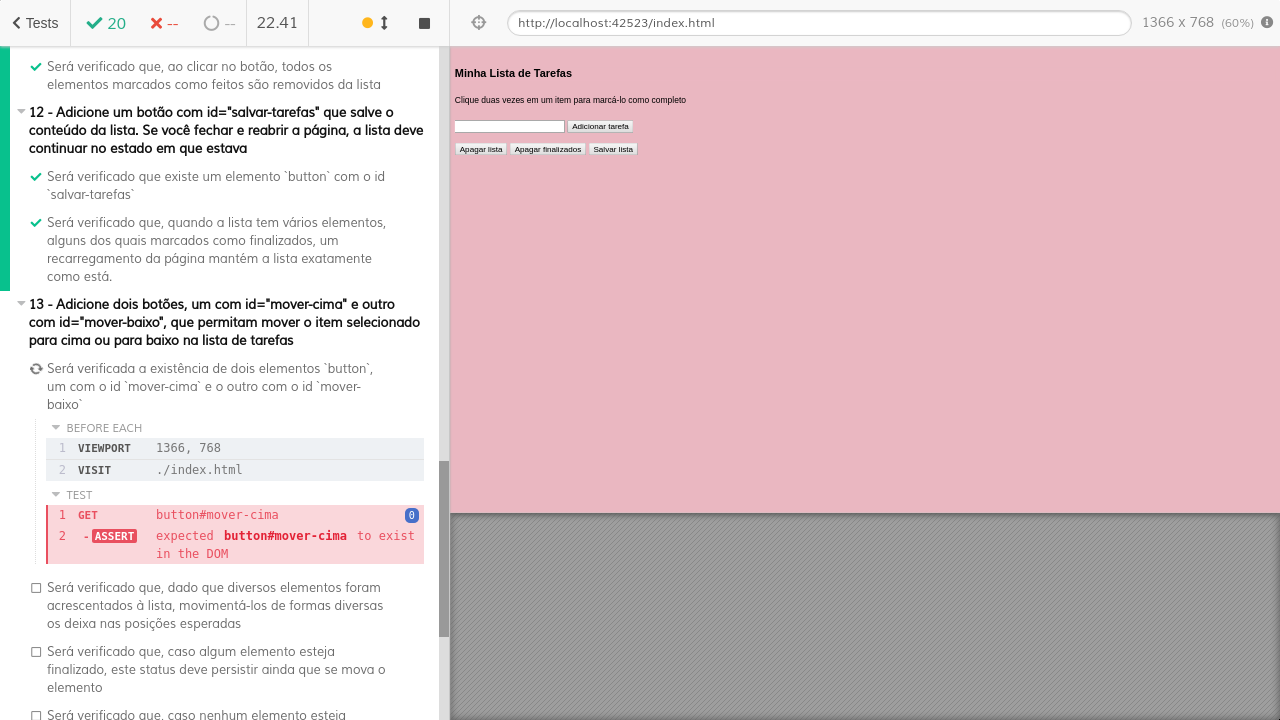 Tests
20
--
--
22.41
http://localhost:42523/index.html
1366 x 768 (60%)
Será verificado que, ao clicar no botão, todos os
elementos marcados como feitos são removidos da lista
12 - Adicione um botão com id="salvar-tarefas" que salve o
conteúdo da lista. Se você fechar e reabrir a página, a lista deve
continuar no estado em que estava
Será verificado que existe um elemento `button` com o id
`salvar-tarefas`
Será verificado que, quando a lista tem vários elementos,
alguns dos quais marcados como finalizados, um
recarregamento da página mantém a lista exatamente
como está.
13 - Adicione dois botões, um com id="mover-cima" e outro
com id="mover-baixo", que permitam mover o item selecionado
para cima ou para baixo na lista de tarefas
Será verificada a existência de dois elementos `button`,
um com o id `mover-cima` e o outro com o id `mover-
baixo`
BEFORE EACH
1 VIEWPORT 1366, 768
2 VISIT ./index.html
TEST
1 GET button#mover-cima 0
2 - ASSERT expected button#mover-cima to exist
in the DOM
Será verificado que, dado que diversos elementos foram
acrescentados à lista, movimentá-los de formas diversas
os deixa nas posições esperadas
Será verificado que, caso algum elemento esteja
finalizado, este status deve persistir ainda que se mova o
elemento
Será verificado que, caso nenhum elemento esteja
Minha Lista de Tarefas
Clique duas vezes em um item para marcá-lo como completo
Adicionar tarefa
Apagar lista Apagar finalizados Salvar lista